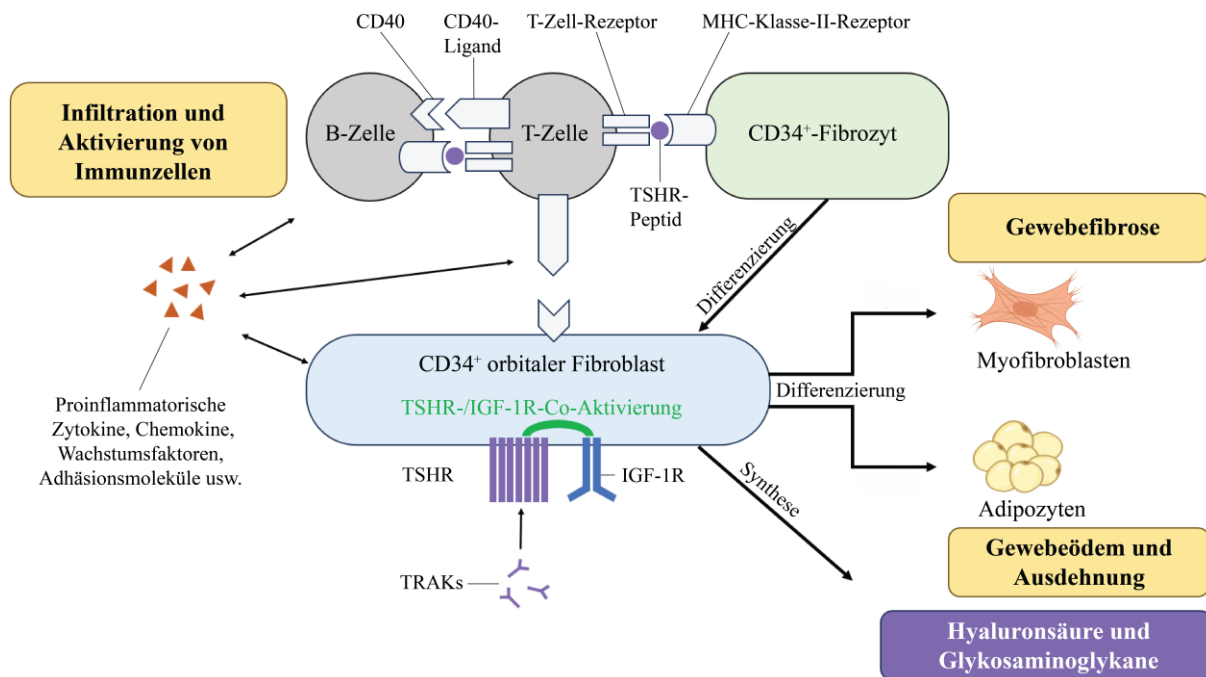 CD40
CD40-
Ligand
T-Zell-Rezeptor
MHC-Klasse-II-Rezeptor
Infiltration und
Aktivierung von
Immunzellen
B-Zelle
T-Zelle
CD34⁺-Fibrozyt
TSHR-
Peptid
Differenzierung
Gewebefibrose
Myofibroblasten
Proinflammatorische
Zytokine, Chemokine,
Wachstumsfaktoren,
Adhäsionsmoleküle usw.
CD34⁺ orbitaler Fibroblast
TSHR-/IGF-1R-Co-Aktivierung
Differenzierung
TSHR
IGF-1R
Synthese
Adipozyten
TRAKs
Gewebeödem und
Ausdehnung
Hyaluronsäure und
Glykosaminoglykane